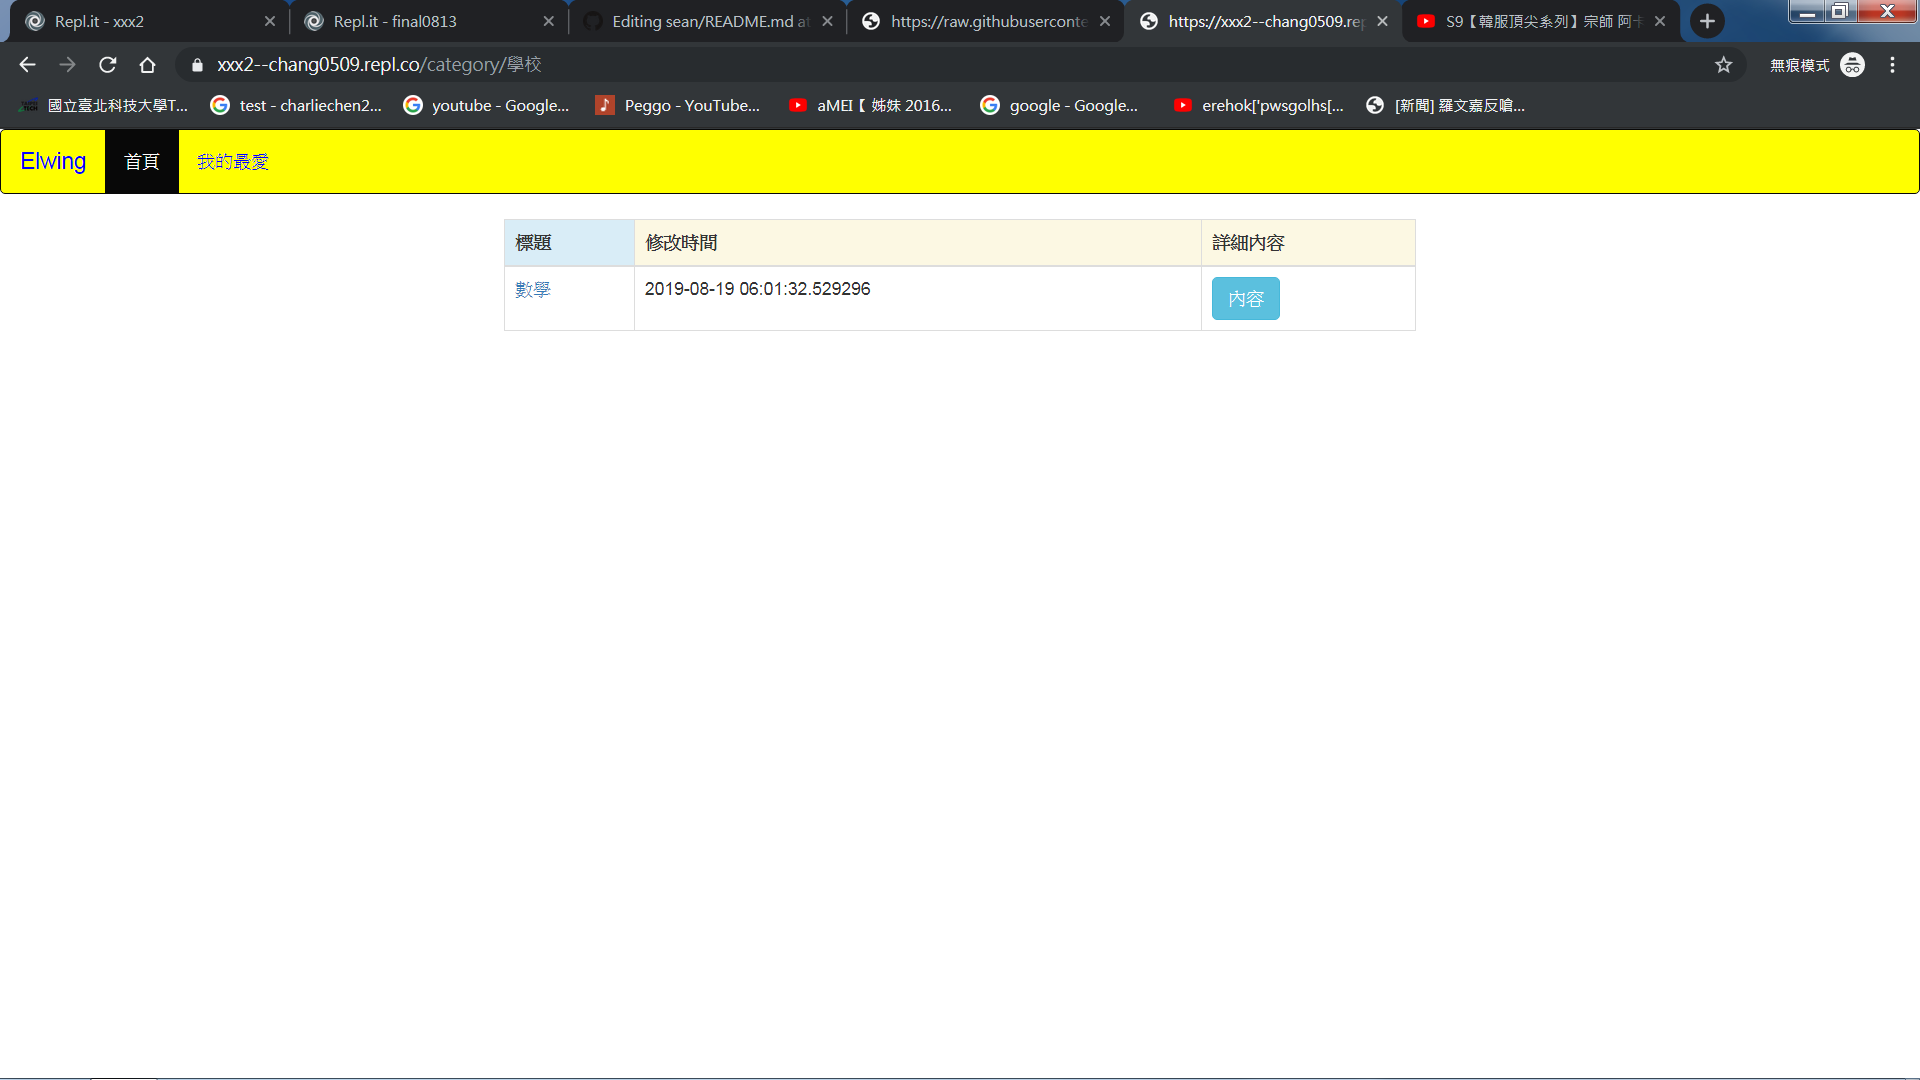 Repl.it - xxx2
Repl.it - final0813
Editing sean/README.md at
https://raw.githubuserconte
https://xxx2--chang0509.rep
S9【韓服頂尖系列】宗師 阿卡
xxx2--chang0509.repl.co/category/學校
無痕模式
國立臺北科技大學T...
test - charliechen2...
youtube - Google...
Peggo - YouTube...
aMEI【 姊妹 2016...
google - Google...
erehok['pwsgolhs[...
[新聞] 羅文嘉反嗆...
Elwing
首頁
我的最愛
標題 修改時間 詳細內容
數學 2019-08-19 06:01:32.529296 內容